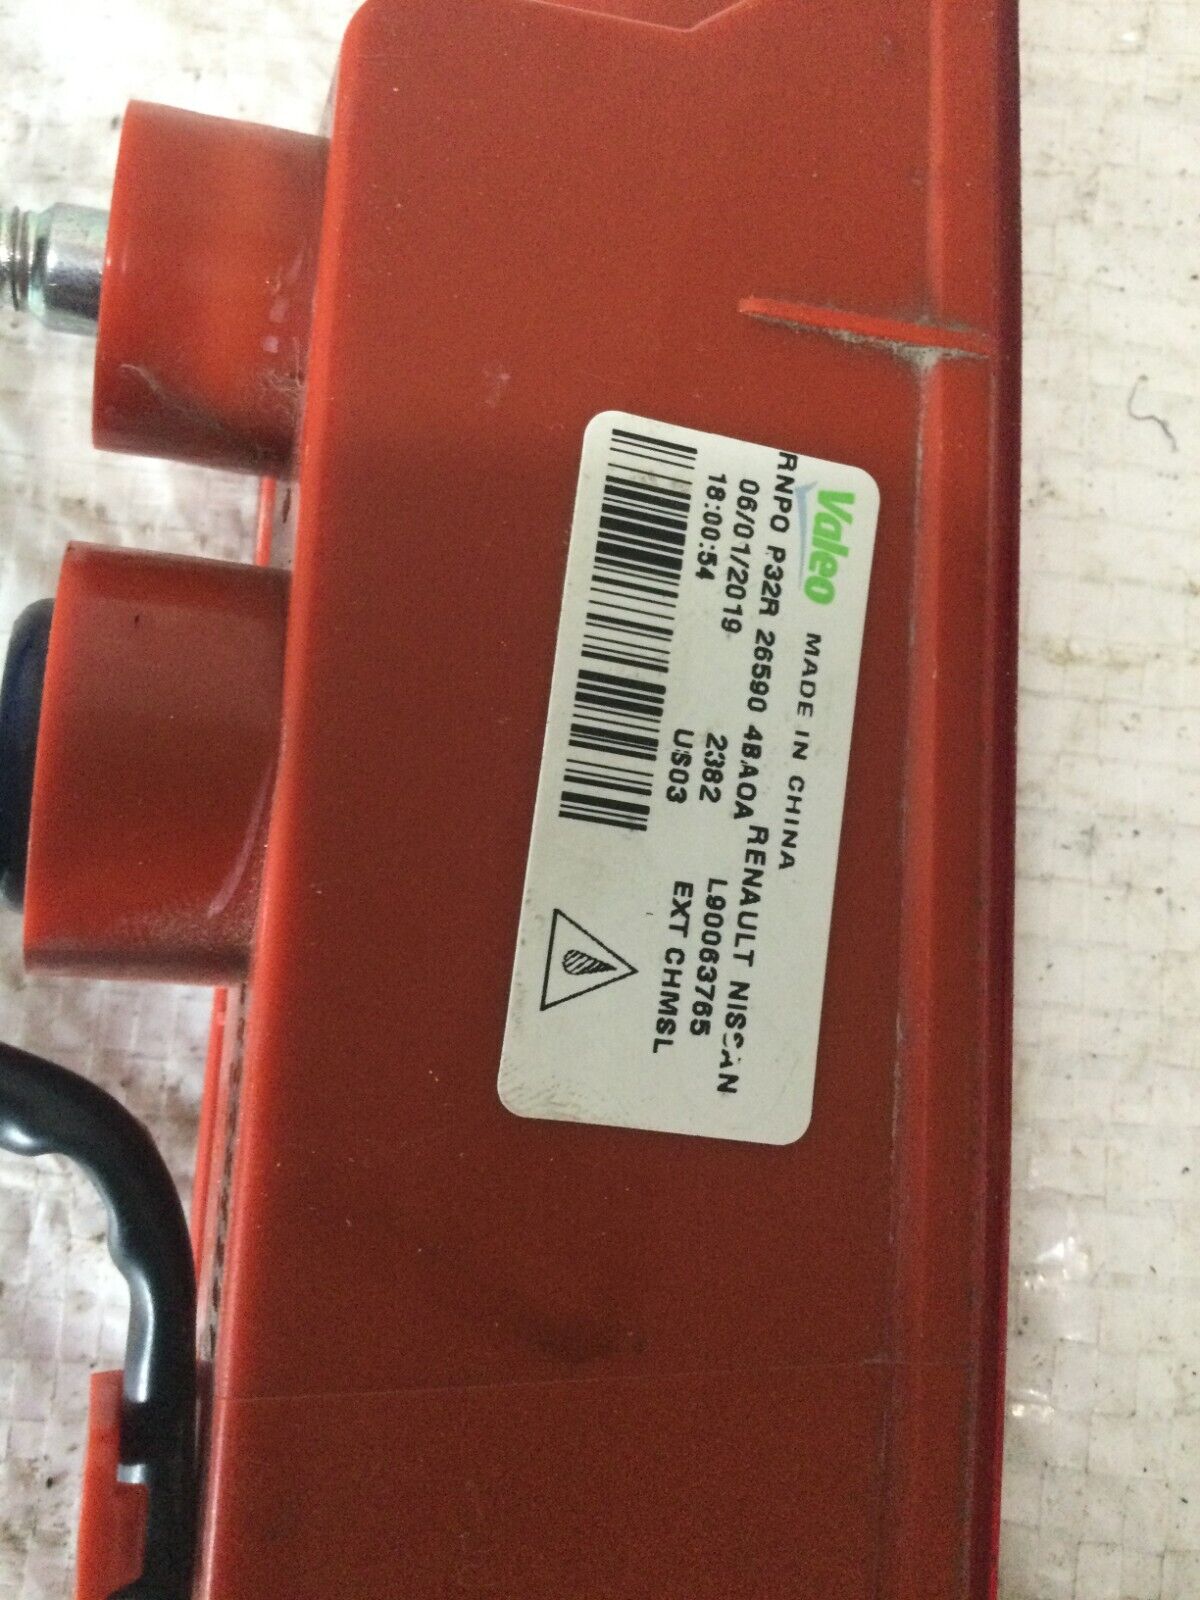 Valeo MADE IN CHINA
RENAULT NISSAN
RNPO P32R 26590 4BA0A
06/01/2019 2382 L90063765
18:00:54 US03 EXT CHMSL